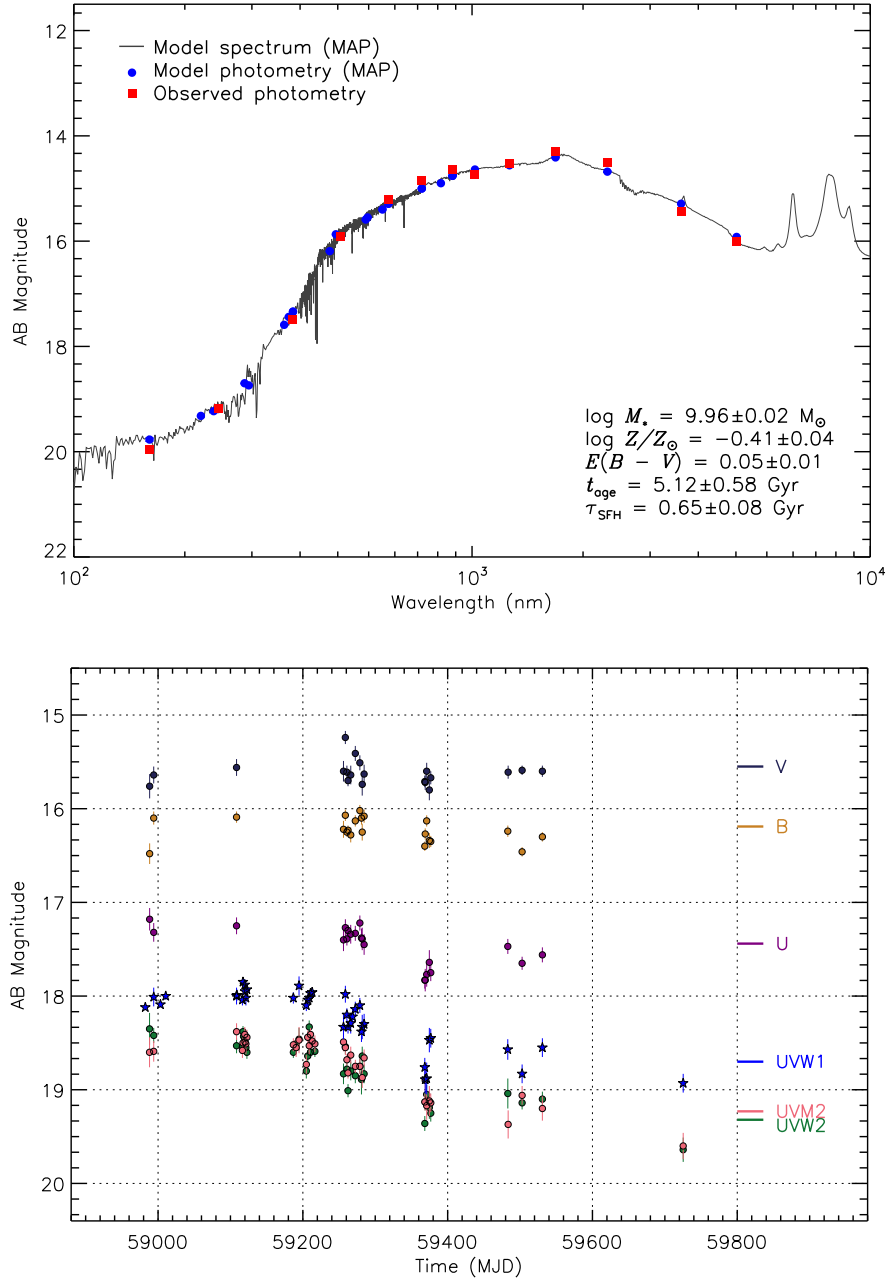 12
14
16
18
20
22
AB Magnitude
Model spectrum (MAP)
Model photometry (MAP)
Observed photometry
log M* = 9.96±0.02 M⊙
log Z/Z⊙ = −0.41±0.04
E(B − V) = 0.05±0.01
t_age = 5.12±0.58 Gyr
τ_SFH = 0.65±0.08 Gyr
10² 10³ 10⁴
Wavelength (nm)
15
16
17
18
19
20
AB Magnitude
V
B
U
UVW1
UVM2
UVW2
59000 59200 59400 59600 59800
Time (MJD)